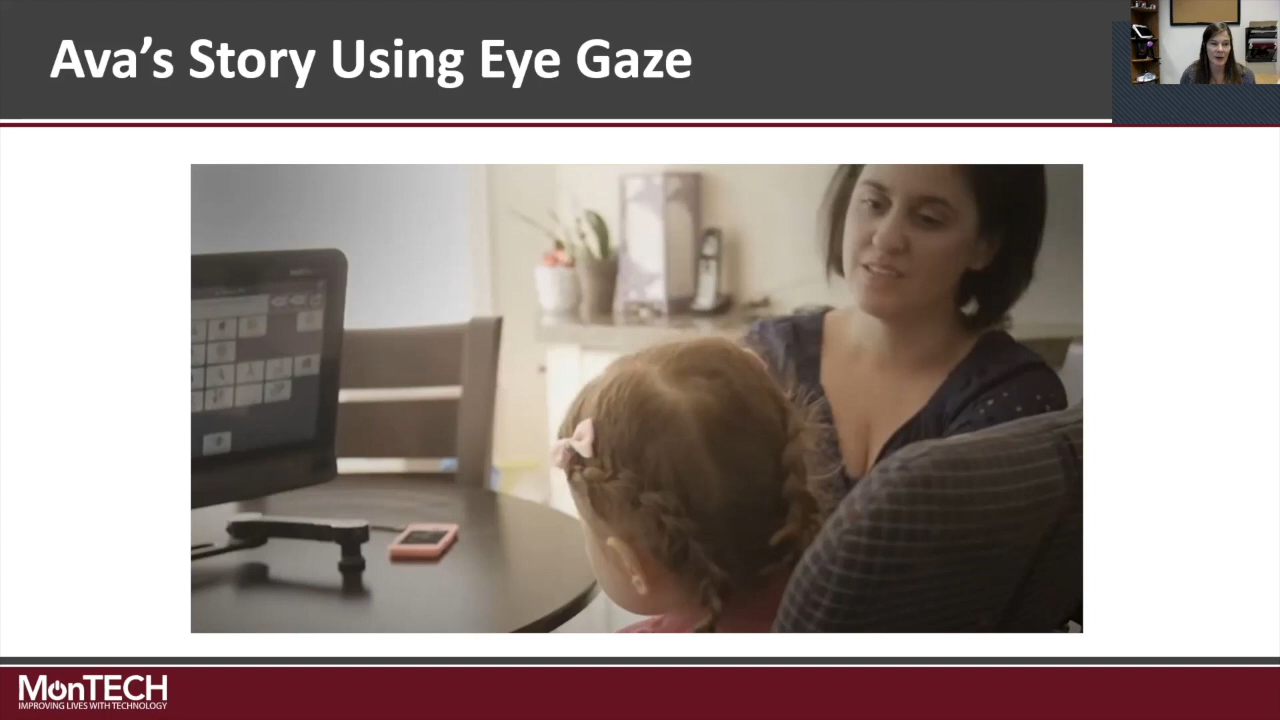 Ava's Story Using Eye Gaze
MonTECH
IMPROVING LIVES WITH TECHNOLOGY